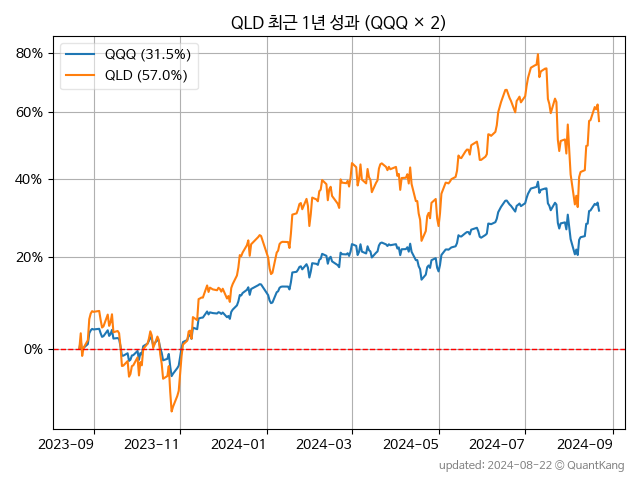 QLD 최근 1년 성과 (QQQ × 2)
QQQ (31.5%)
QLD (57.0%)
80%
60%
40%
20%
0%
2023-09 2023-11 2024-01 2024-03 2024-05 2024-07 2024-09
updated: 2024-08-22 © QuantKang